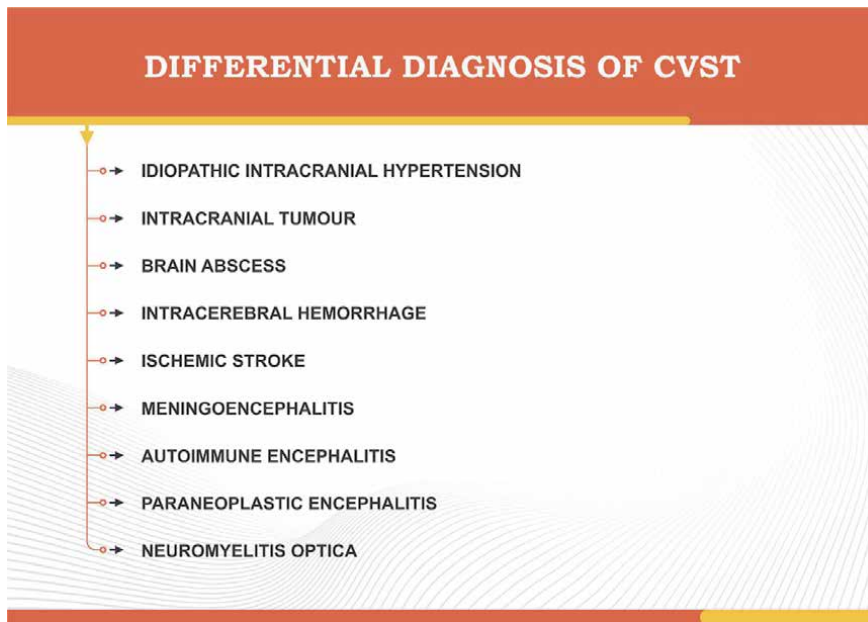 DIFFERENTIAL DIAGNOSIS OF CVST
IDIOPATHIC INTRACRANIAL HYPERTENSION
INTRACRANIAL TUMOUR
BRAIN ABSCESS
INTRACEREBRAL HEMORRHAGE
ISCHEMIC STROKE
MENINGOENCEPHALITIS
AUTOIMMUNE ENCEPHALITIS
PARANEOPLASTIC ENCEPHALITIS
NEUROMYELITIS OPTICA